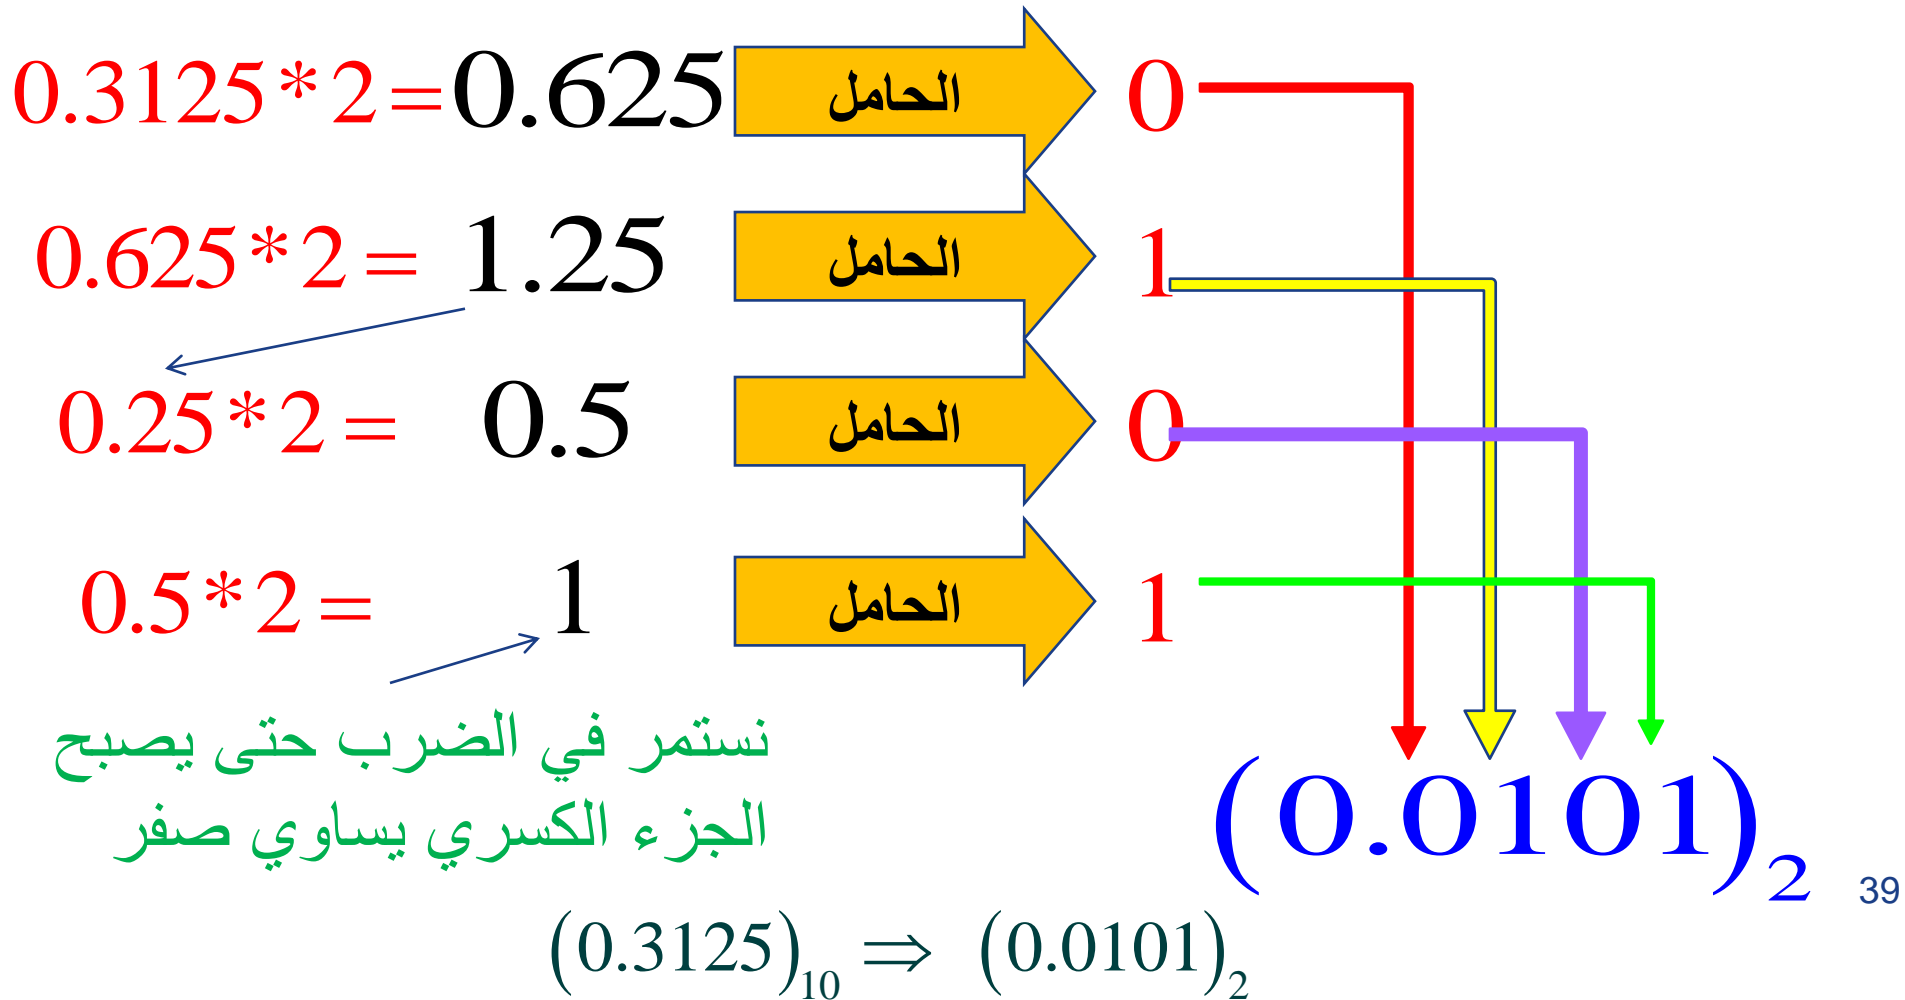 0.3125*2=0.625 الحامل 0
0.625*2= 1.25 الحامل 1
0.25*2= 0.5 الحامل 0
0.5*2= 1 الحامل 1
نستمر في الضرب حتى يصبح
الجزء الكسري يساوي صفر
(0.0101)₂
39
(0.3125)₁₀ ⇒ (0.0101)₂